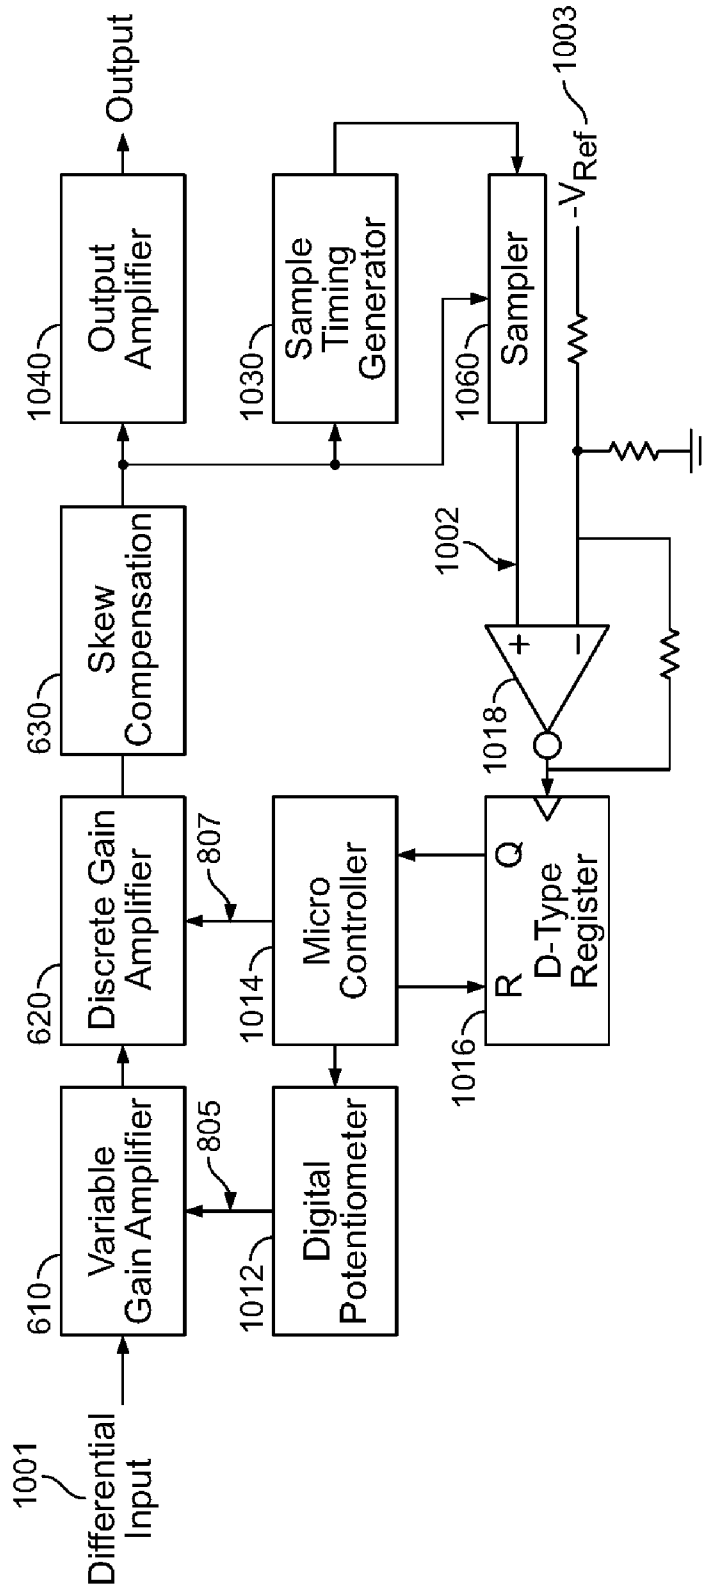 1001
Differential
Input
610
Variable
Gain Amplifier
620
Discrete Gain
Amplifier
630
Skew
Compensation
1040
Output
Amplifier
Output
805
807
1012
Digital
Potentiometer
1014
Micro
Controller
1030
Sample
Timing
Generator
1016
R
Q
D-Type
Register
1018
+
−
1002
1060
Sampler
-VRef
1003